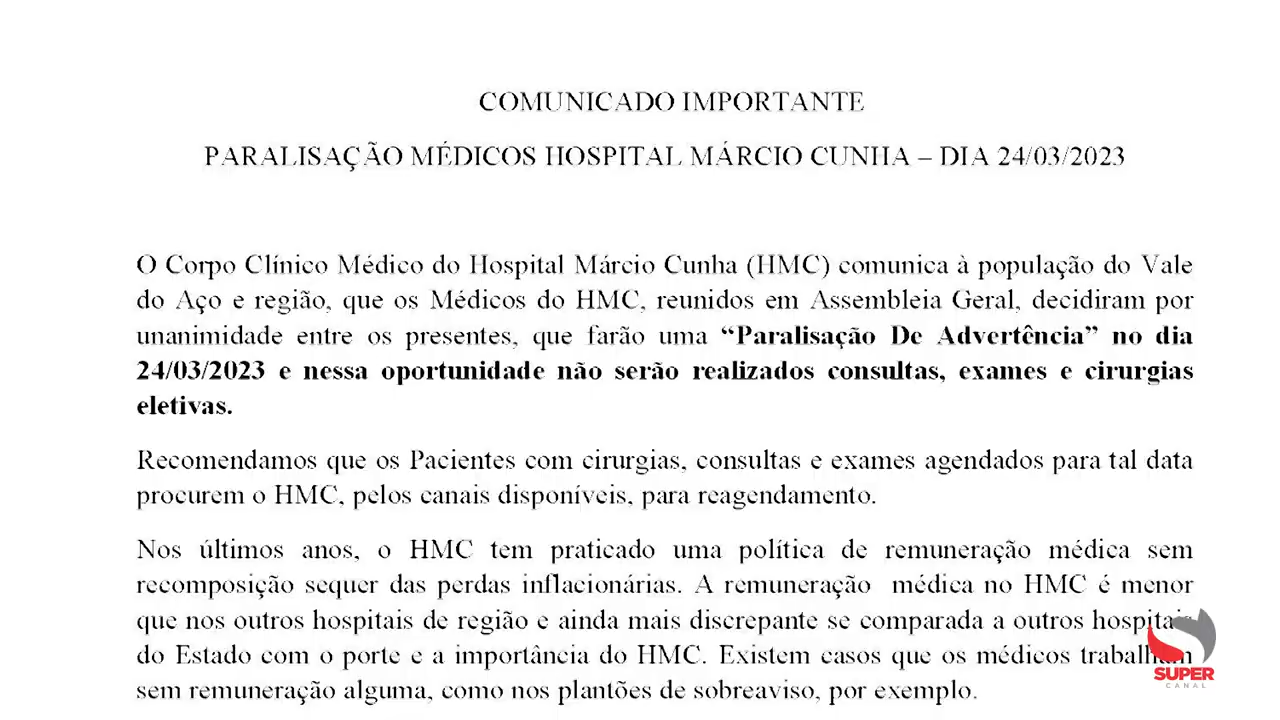 COMUNICADO IMPORTANTE
PARALISAÇÃO MÉDICOS HOSPITAL MÁRCIO CUNHA – DIA 24/03/2023
O Corpo Clínico Médico do Hospital Márcio Cunha (HMC) comunica à população do Vale
do Aço e região, que os Médicos do HMC, reunidos em Assembleia Geral, decidiram por
unanimidade entre os presentes, que farão uma “Paralisação De Advertência” no dia
24/03/2023 e nessa oportunidade não serão realizados consultas, exames e cirurgias
eletivas.
Recomendamos que os Pacientes com cirurgias, consultas e exames agendados para tal data
procurem o HMC, pelos canais disponíveis, para reagendamento.
Nos últimos anos, o HMC tem praticado uma política de remuneração médica sem
recomposição sequer das perdas inflacionárias. A remuneração médica no HMC é menor
que nos outros hospitais de região e ainda mais discrepante se comparada a outros hospitais
do Estado com o porte e a importância do HMC. Existem casos que os médicos trabalham
sem remuneração alguma, como nos plantões de sobreaviso, por exemplo.
SUPER
CANAL